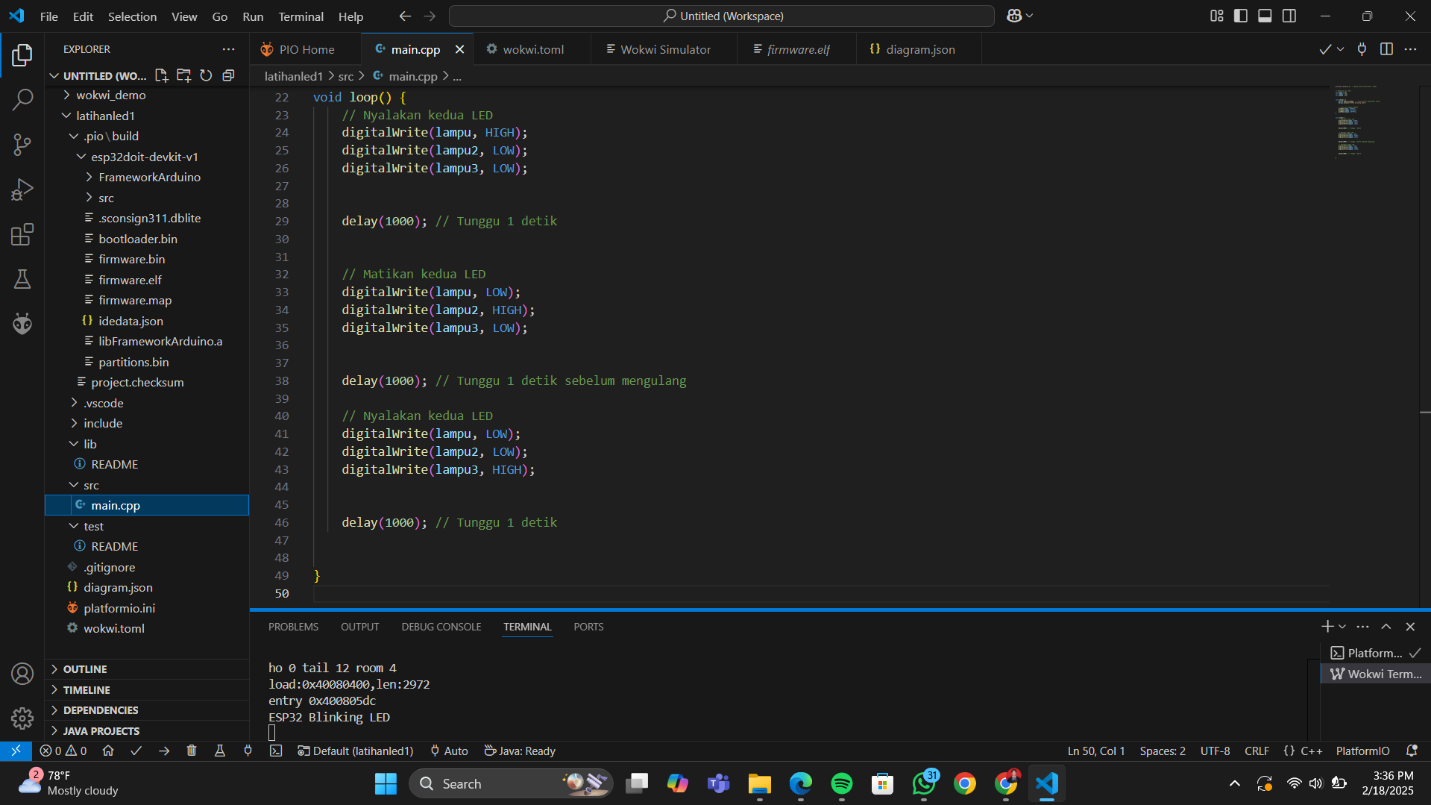 File Edit Selection View Go Run Terminal Help
Untitled (Workspace)
EXPLORER
PIO Home
main.cpp
wokwi.toml
Wokwi Simulator
firmware.elf
diagram.json
UNTITLED (WO...
latihanled1 > src > main.cpp > ...
wokwi_demo
latihanled1
.pio \ build
esp32doit-devkit-v1
FrameworkArduino
src
.sconsign311.dblite
bootloader.bin
firmware.bin
firmware.elf
firmware.map
idedata.json
libFrameworkArduino.a
partitions.bin
project.checksum
.vscode
include
lib
README
src
main.cpp
test
README
.gitignore
diagram.json
platformio.ini
wokwi.toml
OUTLINE
TIMELINE
DEPENDENCIES
JAVA PROJECTS
22 void loop() {
23 // Nyalakan kedua LED
24 digitalWrite(lampu, HIGH);
25 digitalWrite(lampu2, LOW);
26 digitalWrite(lampu3, LOW);
27
28
29 delay(1000); // Tunggu 1 detik
30
31
32 // Matikan kedua LED
33 digitalWrite(lampu, LOW);
34 digitalWrite(lampu2, HIGH);
35 digitalWrite(lampu3, LOW);
36
37
38 delay(1000); // Tunggu 1 detik sebelum mengulang
39
40 // Nyalakan kedua LED
41 digitalWrite(lampu, LOW);
42 digitalWrite(lampu2, LOW);
43 digitalWrite(lampu3, HIGH);
44
45
46 delay(1000); // Tunggu 1 detik
47
48
49 }
50
PROBLEMS OUTPUT DEBUG CONSOLE TERMINAL PORTS
ho 0 tail 12 room 4
load:0x40080400,len:2972
entry 0x400805dc
ESP32 Blinking LED
Platform...
Wokwi Term...
0 0 Default (latihanled1) Auto Java: Ready Ln 50, Col 1 Spaces: 2 UTF-8 CRLF {} C++ PlatformIO
2
78°F
Mostly cloudy
Search
31
3:36 PM
2/18/2025